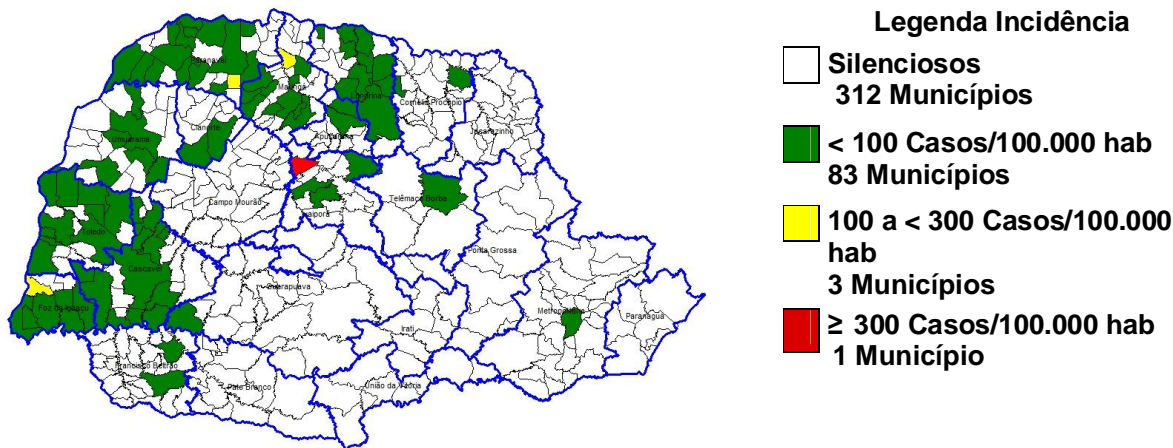 Legenda Incidência
Silenciosos
312 Municípios
< 100 Casos/100.000 hab
83 Municípios
100 a < 300 Casos/100.000
hab
3 Municípios
≥ 300 Casos/100.000 hab
1 Município
Paranavaí
Maringá
Londrina
Cornélio Procópio
Jacarezinho
Umuarama
Cianorte
Apucarana
Campo Mourão
Ivaiporã
Telêmaco Borba
Toledo
Cascavel
Ponta Grossa
Guarapuava
Foz do Iguaçu
Metropolitana
Paranaguá
Irati
Francisco Beltrão
Pato Branco
União da Vitória